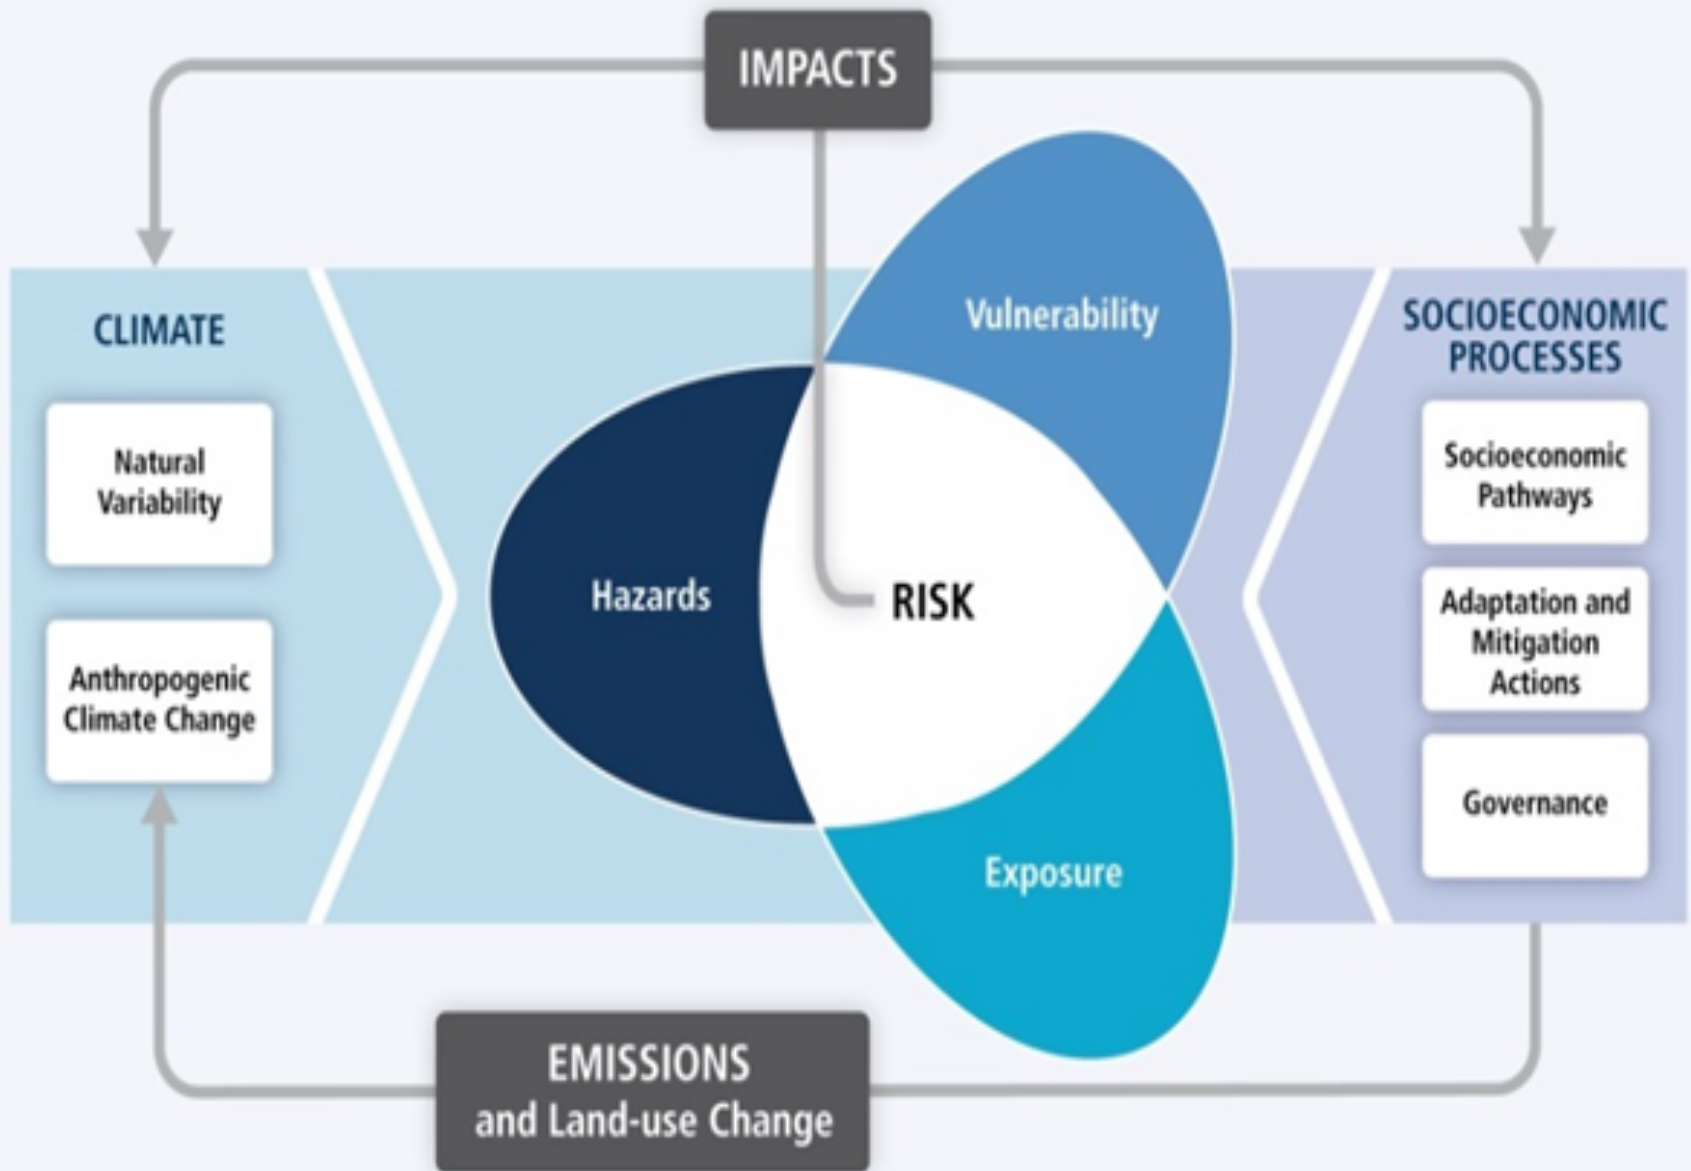 IMPACTS
CLIMATE
Natural
Variability
Anthropogenic
Climate Change
Vulnerability
Hazards
RISK
Exposure
SOCIOECONOMIC
PROCESSES
Socioeconomic
Pathways
Adaptation and
Mitigation
Actions
Governance
EMISSIONS
and Land-use Change